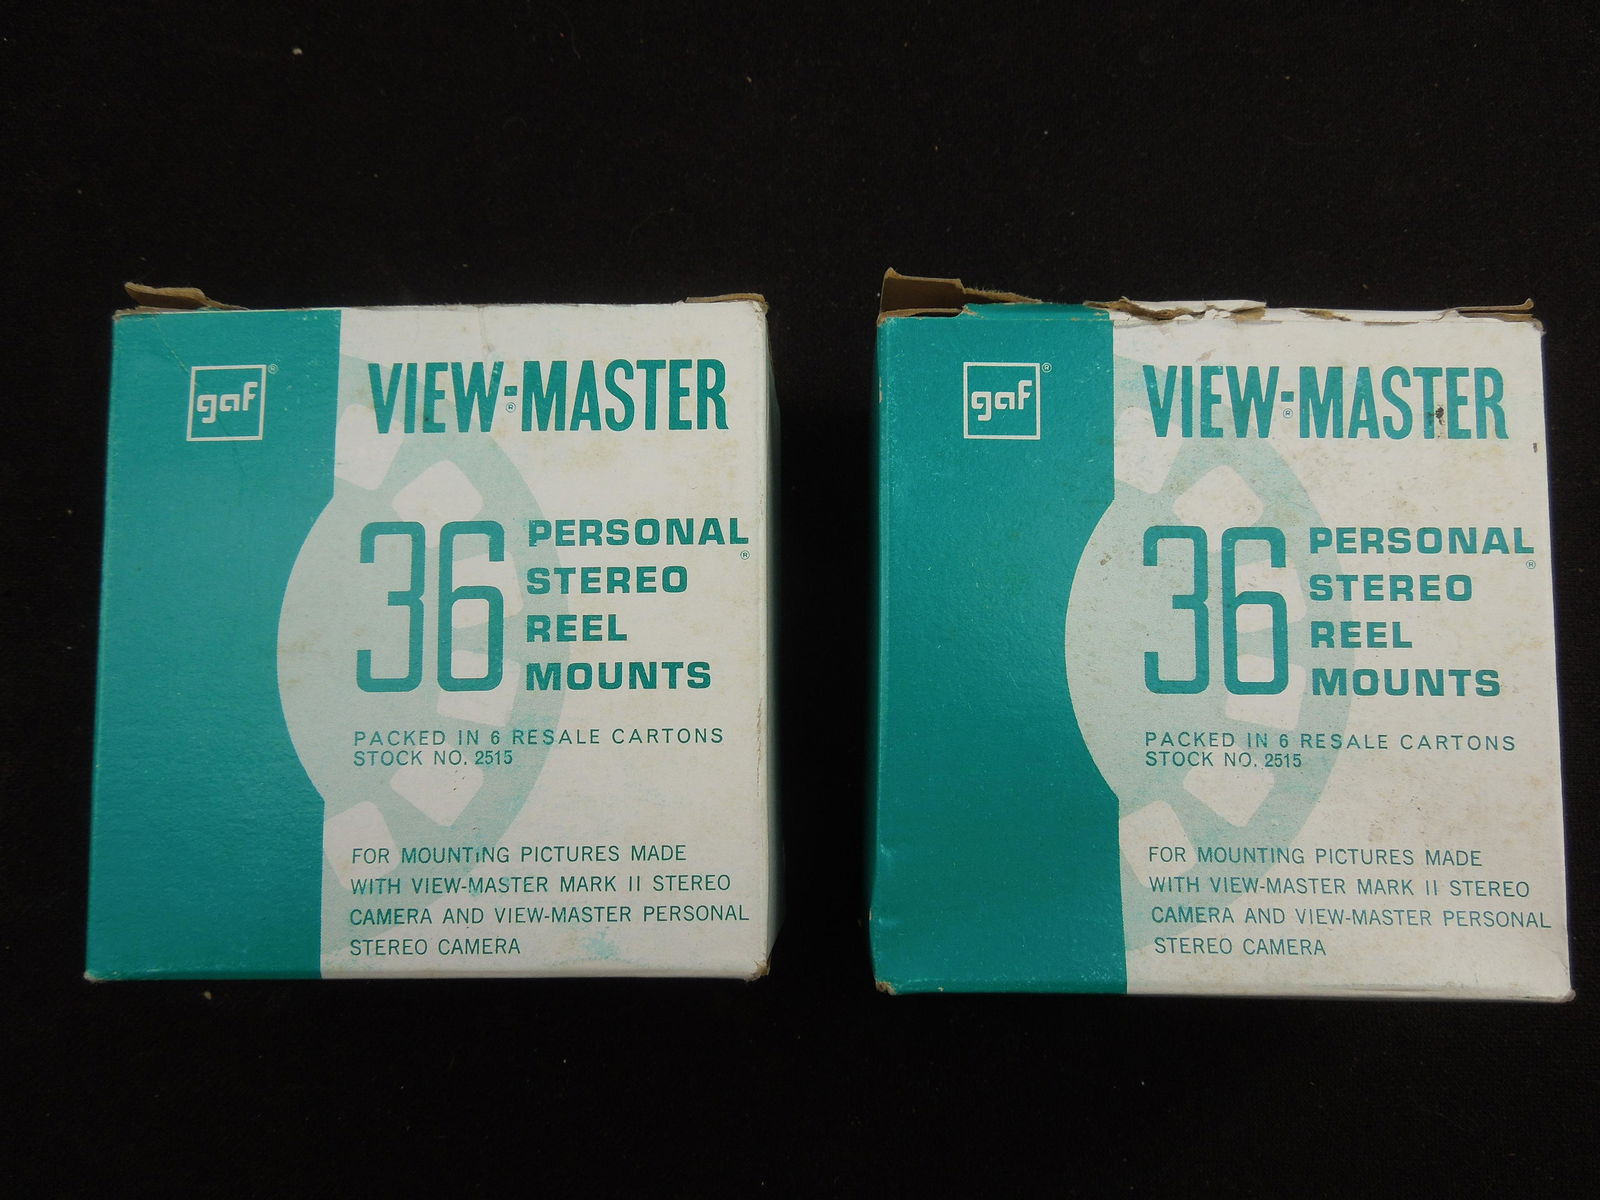 gaf®
VIEW-MASTER
®
36 PERSONAL®
STEREO
REEL
MOUNTS
PACKED IN 6 RESALE CARTONS
STOCK NO. 2515
FOR MOUNTiNG PICTURES MADE
WITH VIEW-MASTER MARK II STEREO
CAMERA AND VIEW-MASTER PERSONAL
STEREO CAMERA
gaf®
VIEW-MASTER
®
36 PERSONAL®
STEREO
REEL
MOUNTS
PACKED IN 6 RESALE CARTONS
STOCK NO. 2515
FOR MOUNTING PICTURES MADE
WITH VIEW-MASTER MARK II STEREO
CAMERA AND VIEW-MASTER PERSONAL
STEREO CAMERA